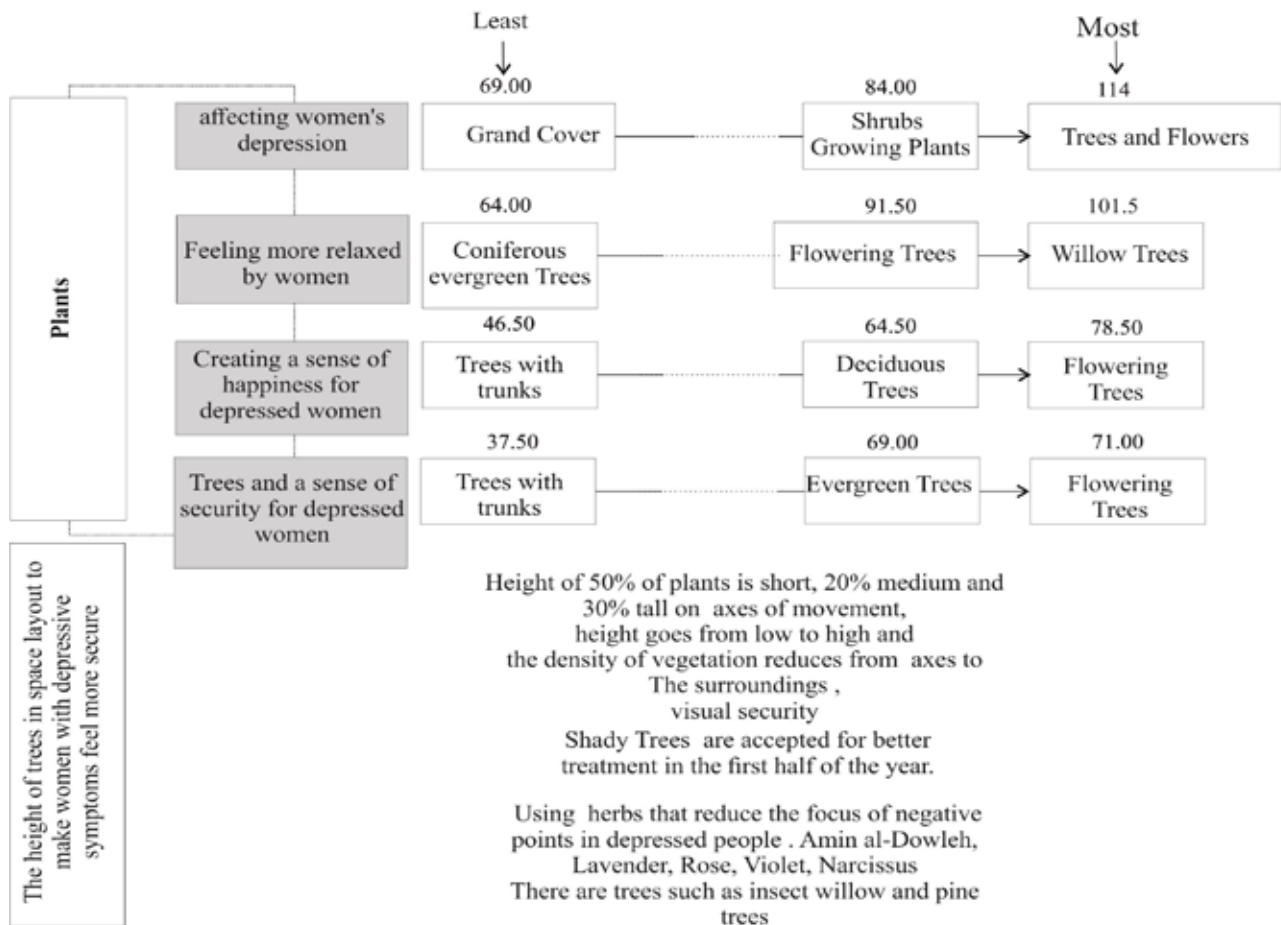 Least
Most
Plants
affecting women's
depression
69.00
Grand Cover
84.00
Shrubs
Growing Plants
114
Trees and Flowers
Feeling more relaxed
by women
64.00
Coniferous
evergreen Trees
91.50
Flowering Trees
101.5
Willow Trees
Creating a sense of
happiness for
depressed women
46.50
Trees with
trunks
64.50
Deciduous
Trees
78.50
Flowering
Trees
Trees and a sense of
security for depressed
women
37.50
Trees with
trunks
69.00
Evergreen Trees
71.00
Flowering
Trees
The height of trees in space layout to
make women with depressive
symptoms feel more secure
Height of 50% of plants is short, 20% medium and
30% tall on axes of movement,
height goes from low to high and
the density of vegetation reduces from axes to
The surroundings ,
visual security
Shady Trees are accepted for better
treatment in the first half of the year.
Using herbs that reduce the focus of negative
points in depressed people . Amin al-Dowleh,
Lavender, Rose, Violet, Narcissus
There are trees such as insect willow and pine
trees